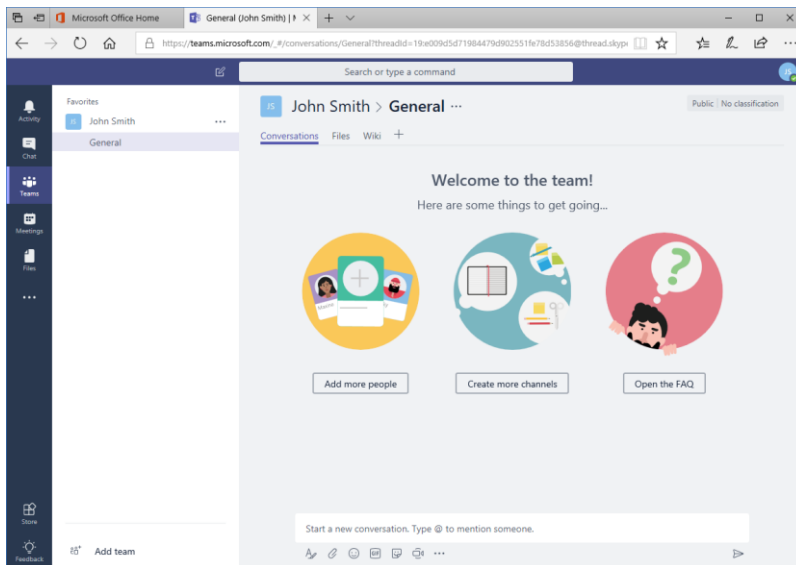 Microsoft Office Home
General (John Smith) | M
https://teams.microsoft.com/_#/conversations/General?threadId=19:e009d5d71984479d902551fe78d53856@thread.skype
Search or type a command
JS
Activity
Chat
Teams
Meetings
Files
Store
Feedback
Favorites
JS John Smith
General
Add team
JS John Smith > General
Public No classification
Conversations Files Wiki
Welcome to the team!
Here are some things to get going...
Add more people Create more channels Open the FAQ
Start a new conversation. Type @ to mention someone.
GIF